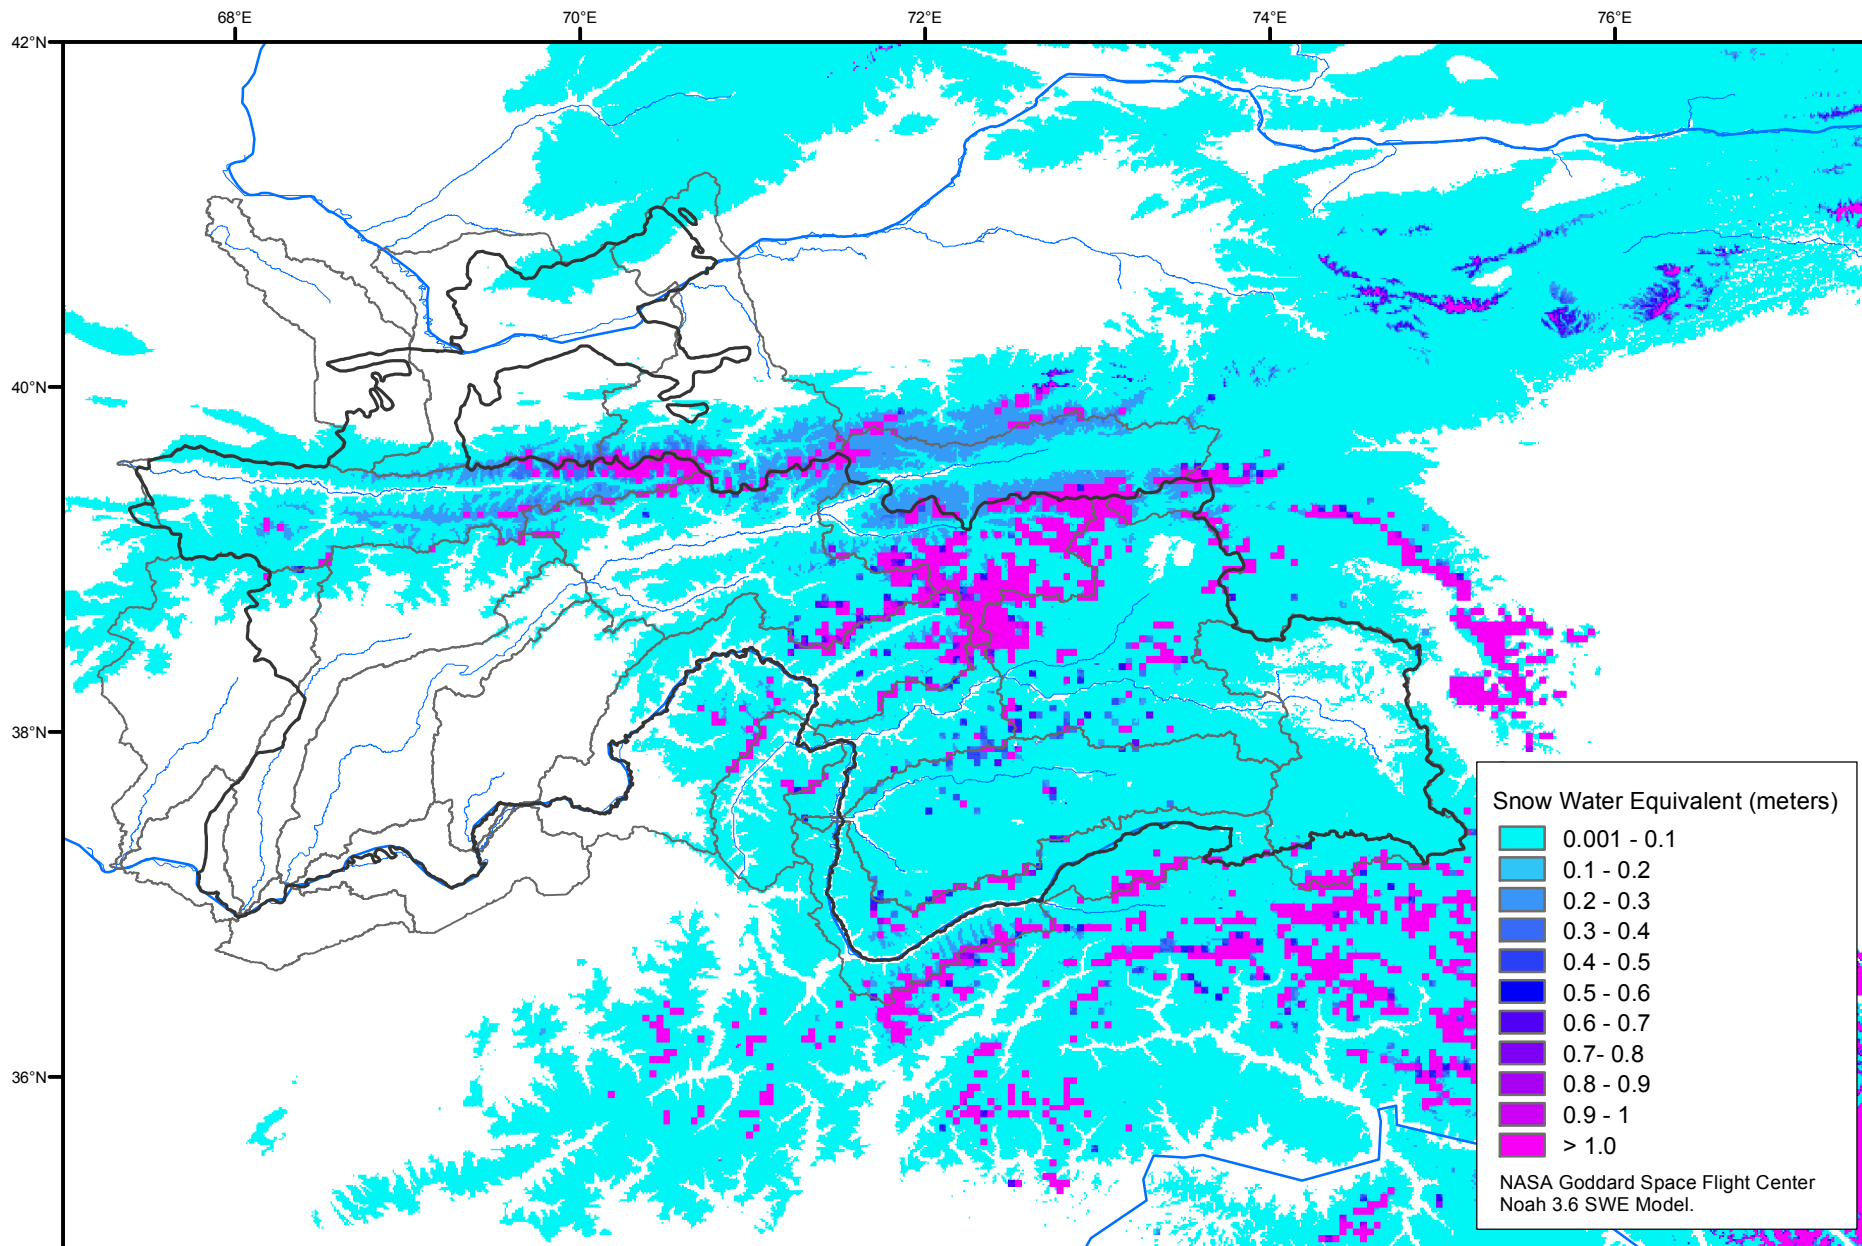 68°E 70°E 72°E 74°E 76°E
42°N
40°N
38°N
36°N
Snow Water Equivalent (meters)
0.001 - 0.1
0.1 - 0.2
0.2 - 0.3
0.3 - 0.4
0.4 - 0.5
0.5 - 0.6
0.6 - 0.7
0.7- 0.8
0.8 - 0.9
0.9 - 1
> 1.0
NASA Goddard Space Flight Center
Noah 3.6 SWE Model.